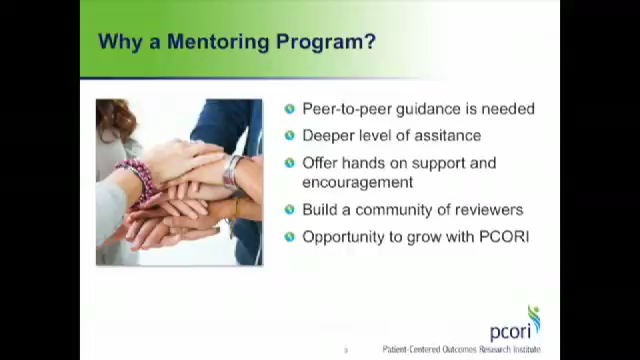 Why a Mentoring Program?
Peer-to-peer guidance is needed
Deeper level of assitance
Offer hands on support and
encouragement
Build a community of reviewers
Opportunity to grow with PCORI
pcori
3
Patient-Centered Outcomes Research Institute